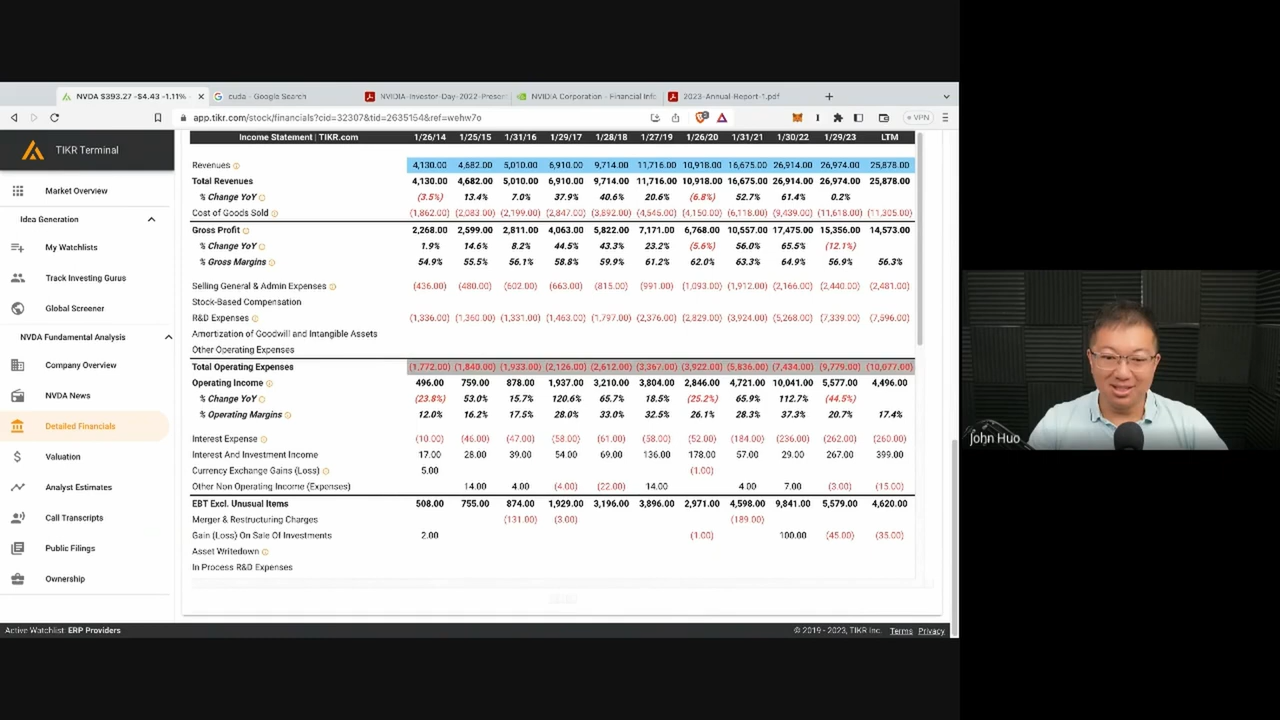 NVDA $393.27 -$4.43 -1.11%
cuda - Google Search
NVIDIA-Investor-Day-2022-Presen
NVIDIA Corporation - Financial Info
2023-Annual-Report-1.pdf
app.tikr.com/stock/financials?cid=32307&tid=2635154&ref=wehw7o
VPN
TIKR Terminal
Market Overview
Idea Generation
My Watchlists
Track Investing Gurus
Global Screener
NVDA Fundamental Analysis
Company Overview
NVDA News
Detailed Financials
Valuation
Analyst Estimates
Call Transcripts
Public Filings
Ownership
Income Statement | TIKR.com 1/26/14 1/25/15 1/31/16 1/29/17 1/28/18 1/27/19 1/26/20 1/31/21 1/30/22 1/29/23 LTM
Revenues 4,130.00 4,682.00 5,010.00 6,910.00 9,714.00 11,716.00 10,918.00 16,675.00 26,914.00 26,974.00 25,878.00
Total Revenues 4,130.00 4,682.00 5,010.00 6,910.00 9,714.00 11,716.00 10,918.00 16,675.00 26,914.00 26,974.00 25,878.00
% Change YoY (3.5%) 13.4% 7.0% 37.9% 40.6% 20.6% (6.8%) 52.7% 61.4% 0.2%
Cost of Goods Sold (1,862.00) (2,083.00) (2,199.00) (2,847.00) (3,892.00) (4,545.00) (4,150.00) (6,118.00) (9,439.00) (11,618.00) (11,305.00)
Gross Profit 2,268.00 2,599.00 2,811.00 4,063.00 5,822.00 7,171.00 6,768.00 10,557.00 17,475.00 15,356.00 14,573.00
% Change YoY 1.9% 14.6% 8.2% 44.5% 43.3% 23.2% (5.6%) 56.0% 65.5% (12.1%)
% Gross Margins 54.9% 55.5% 56.1% 58.8% 59.9% 61.2% 62.0% 63.3% 64.9% 56.9% 56.3%
Selling General & Admin Expenses (436.00) (480.00) (602.00) (663.00) (815.00) (991.00) (1,093.00) (1,912.00) (2,166.00) (2,440.00) (2,481.00)
Stock-Based Compensation
R&D Expenses (1,336.00) (1,360.00) (1,331.00) (1,463.00) (1,797.00) (2,376.00) (2,829.00) (3,924.00) (5,268.00) (7,339.00) (7,596.00)
Amortization of Goodwill and Intangible Assets
Other Operating Expenses
Total Operating Expenses (1,772.00) (1,840.00) (1,933.00) (2,126.00) (2,612.00) (3,367.00) (3,922.00) (5,836.00) (7,434.00) (9,779.00) (10,077.00)
Operating Income 496.00 759.00 878.00 1,937.00 3,210.00 3,804.00 2,846.00 4,721.00 10,041.00 5,577.00 4,496.00
% Change YoY (23.8%) 53.0% 15.7% 120.6% 65.7% 18.5% (25.2%) 65.9% 112.7% (44.5%)
% Operating Margins 12.0% 16.2% 17.5% 28.0% 33.0% 32.5% 26.1% 28.3% 37.3% 20.7% 17.4%
Interest Expense (10.00) (46.00) (47.00) (58.00) (61.00) (58.00) (52.00) (184.00) (236.00) (262.00) (260.00)
Interest And Investment Income 17.00 28.00 39.00 54.00 69.00 136.00 178.00 57.00 29.00 267.00 399.00
Currency Exchange Gains (Loss) 5.00 (1.00)
Other Non Operating Income (Expenses) 14.00 4.00 (4.00) (22.00) 14.00 4.00 7.00 (3.00) (15.00)
EBT Excl. Unusual Items 508.00 755.00 874.00 1,929.00 3,196.00 3,896.00 2,971.00 4,598.00 9,841.00 5,579.00 4,620.00
Merger & Restructuring Charges (131.00) (3.00) (189.00)
Gain (Loss) On Sale Of Investments 2.00 (1.00) 100.00 (45.00) (35.00)
Asset Writedown
In Process R&D Expenses
Active Watchlist: ERP Providers
© 2019 - 2023, TIKR Inc. Terms Privacy
John Huo